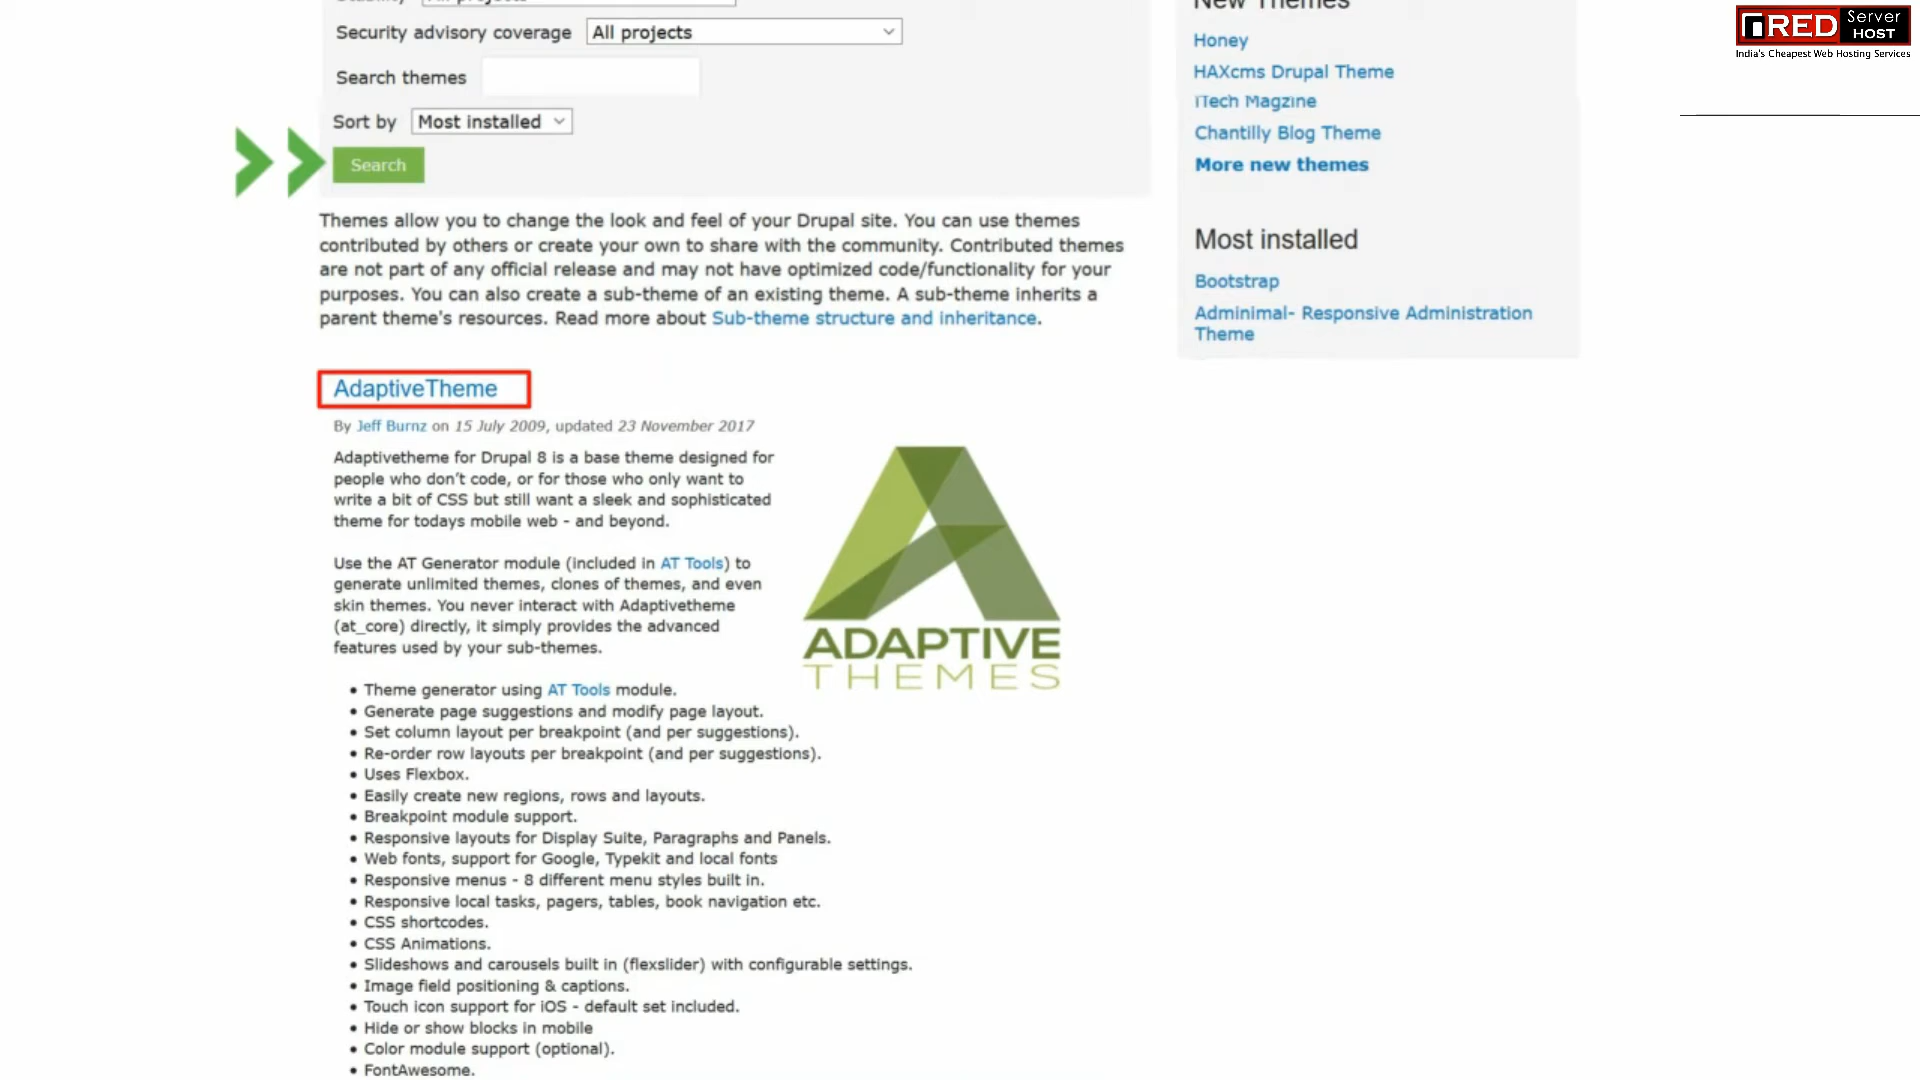 Stability All projects
Security advisory coverage All projects
Search themes
Sort by Most installed
Search
Themes allow you to change the look and feel of your Drupal site. You can use themes
contributed by others or create your own to share with the community. Contributed themes
are not part of any official release and may not have optimized code/functionality for your
purposes. You can also create a sub-theme of an existing theme. A sub-theme inherits a
parent theme's resources. Read more about Sub-theme structure and inheritance.
AdaptiveTheme
By Jeff Burnz on 15 July 2009, updated 23 November 2017
Adaptivetheme for Drupal 8 is a base theme designed for
people who don't code, or for those who only want to
write a bit of CSS but still want a sleek and sophisticated
theme for todays mobile web - and beyond.
Use the AT Generator module (included in AT Tools) to
generate unlimited themes, clones of themes, and even
skin themes. You never interact with Adaptivetheme
(at_core) directly, it simply provides the advanced
features used by your sub-themes.
• Theme generator using AT Tools module.
• Generate page suggestions and modify page layout.
• Set column layout per breakpoint (and per suggestions).
• Re-order row layouts per breakpoint (and per suggestions).
• Uses Flexbox.
• Easily create new regions, rows and layouts.
• Breakpoint module support.
• Responsive layouts for Display Suite, Paragraphs and Panels.
• Web fonts, support for Google, Typekit and local fonts
• Responsive menus - 8 different menu styles built in.
• Responsive local tasks, pagers, tables, book navigation etc.
• CSS shortcodes.
• CSS Animations.
• Slideshows and carousels built in (flexslider) with configurable settings.
• Image field positioning & captions.
• Touch icon support for iOS - default set included.
• Hide or show blocks in mobile
• Color module support (optional).
• FontAwesome.
ADAPTIVE
THEMES
New Themes
Honey
HAXcms Drupal Theme
iTech Magzine
Chantilly Blog Theme
More new themes
Most installed
Bootstrap
Adminimal- Responsive Administration
Theme
RED Server
HOST
India's Cheapest Web Hosting Services